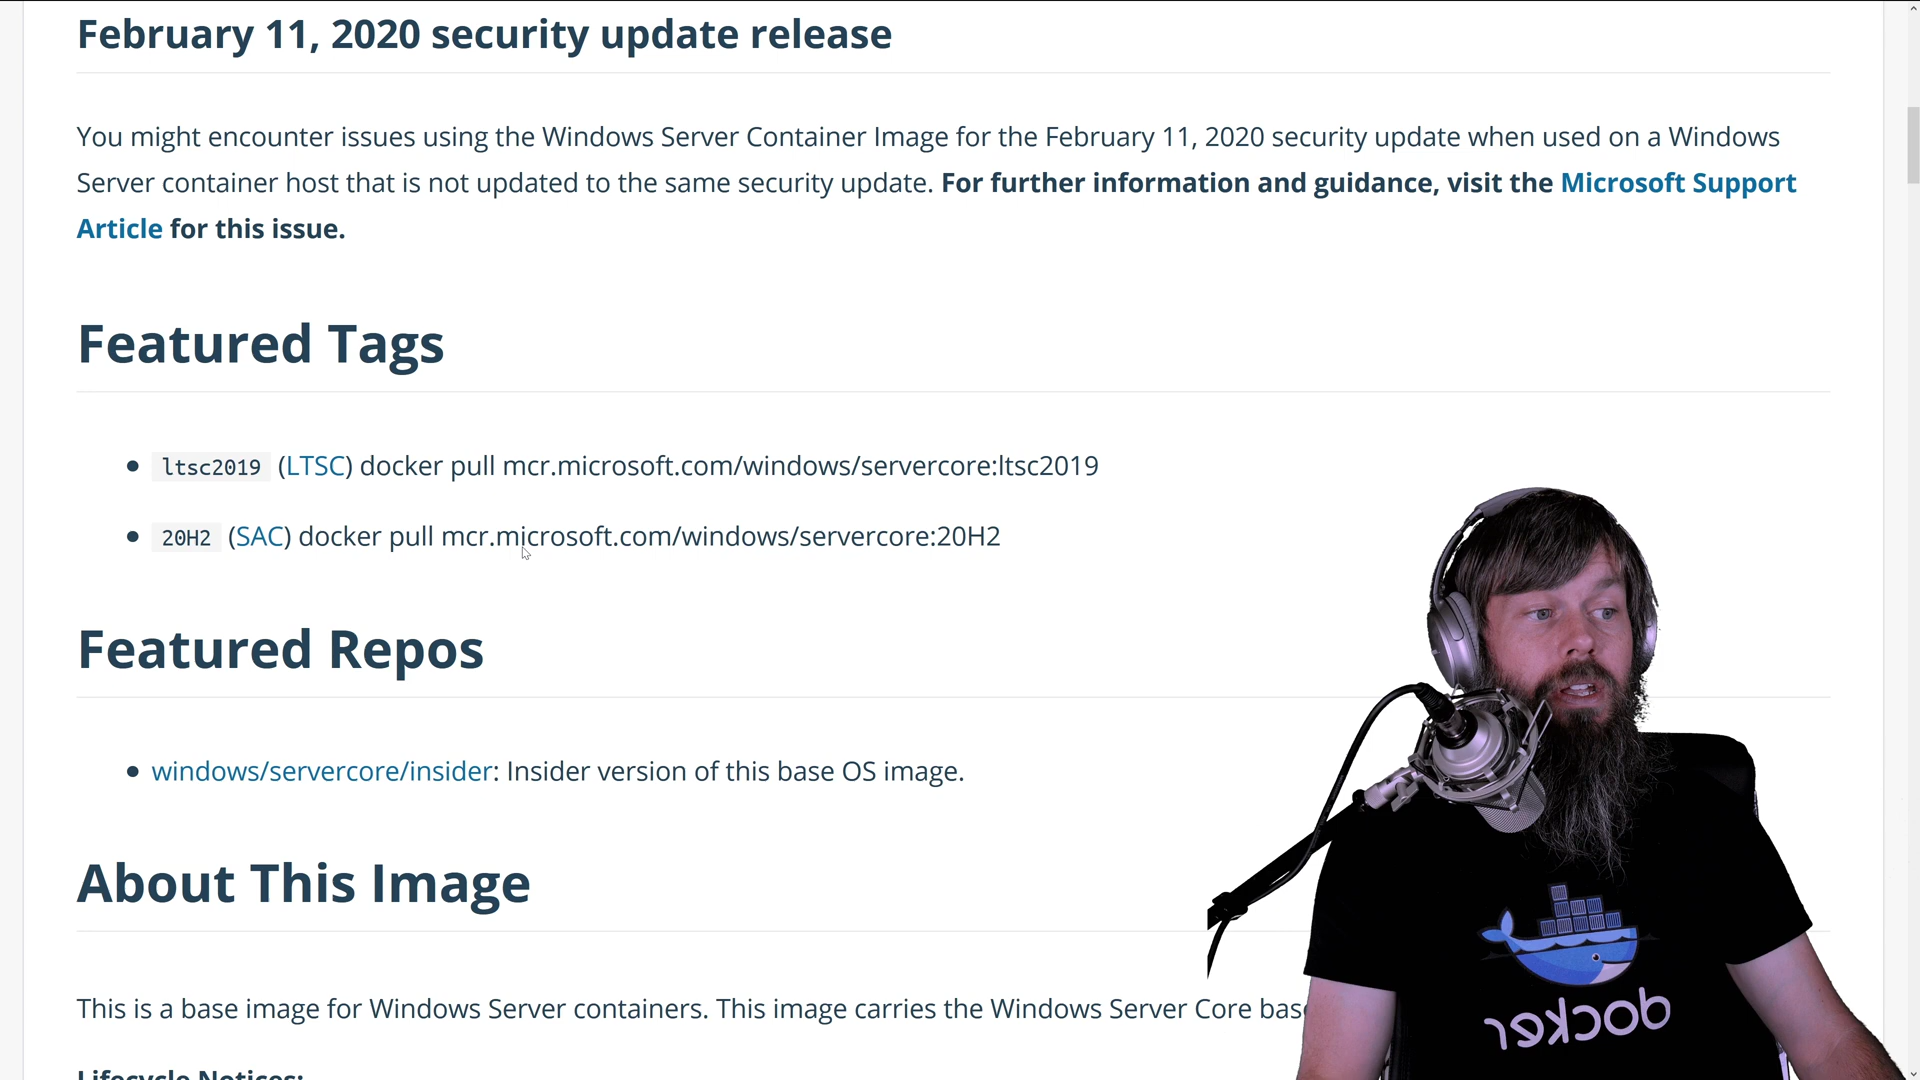 February 11, 2020 security update release
You might encounter issues using the Windows Server Container Image for the February 11, 2020 security update when used on a Windows
Server container host that is not updated to the same security update. For further information and guidance, visit the Microsoft Support
Article for this issue.
Featured Tags
ltsc2019 (LTSC) docker pull mcr.microsoft.com/windows/servercore:ltsc2019
20H2 (SAC) docker pull mcr.microsoft.com/windows/servercore:20H2
Featured Repos
windows/servercore/insider: Insider version of this base OS image.
About This Image
This is a base image for Windows Server containers. This image carries the Windows Server Core bas
docker
Lifecycle Notices: